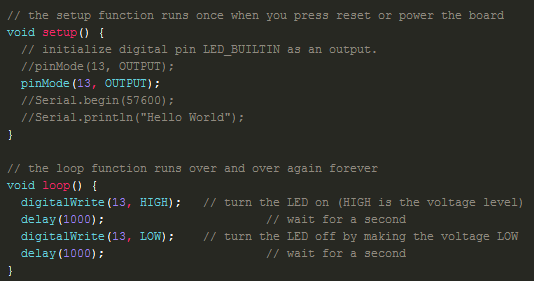 // the setup function runs once when you press reset or power the board
void setup() {
  // initialize digital pin LED_BUILTIN as an output.
  //pinMode(13, OUTPUT);
  pinMode(13, OUTPUT);
  //Serial.begin(57600);
  //Serial.println("Hello World");
}

// the loop function runs over and over again forever
void loop() {
  digitalWrite(13, HIGH);   // turn the LED on (HIGH is the voltage level)
  delay(1000);                       // wait for a second
  digitalWrite(13, LOW);    // turn the LED off by making the voltage LOW
  delay(1000);                       // wait for a second
}